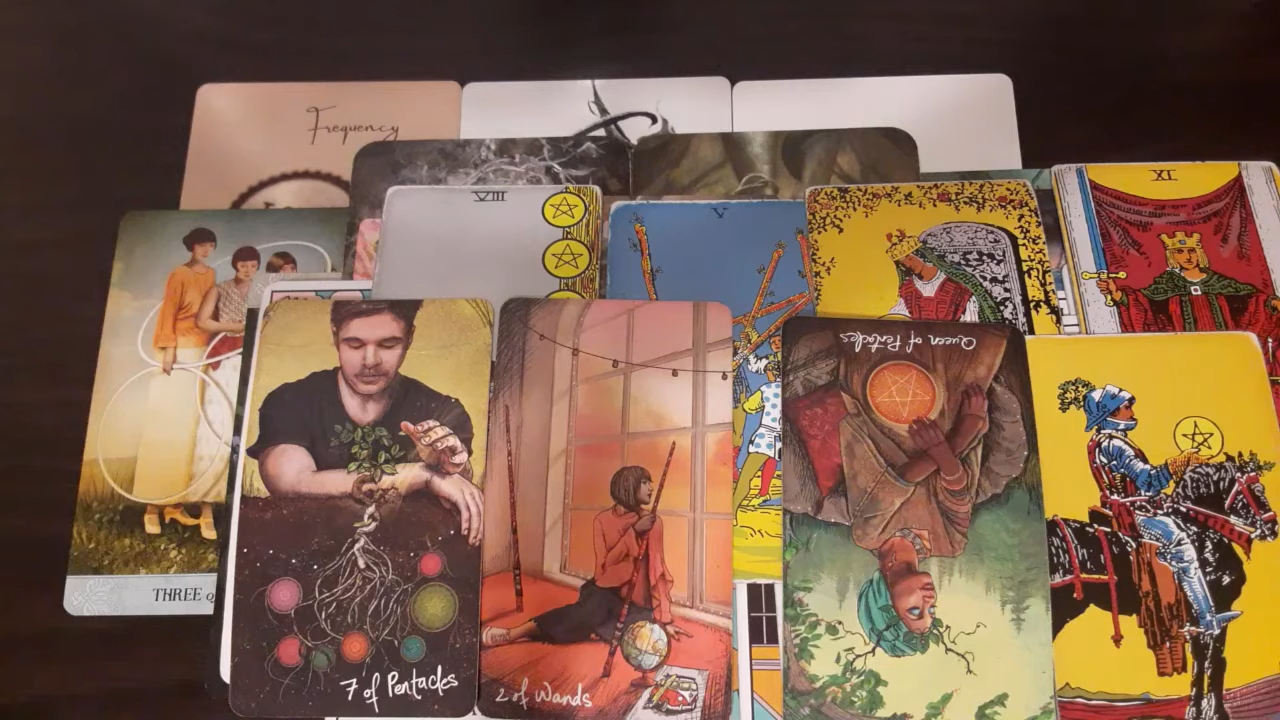 Frequency
VIII
V
XI
Queen of Pentacles
THREE
7 of Pentacles
2 of Wands